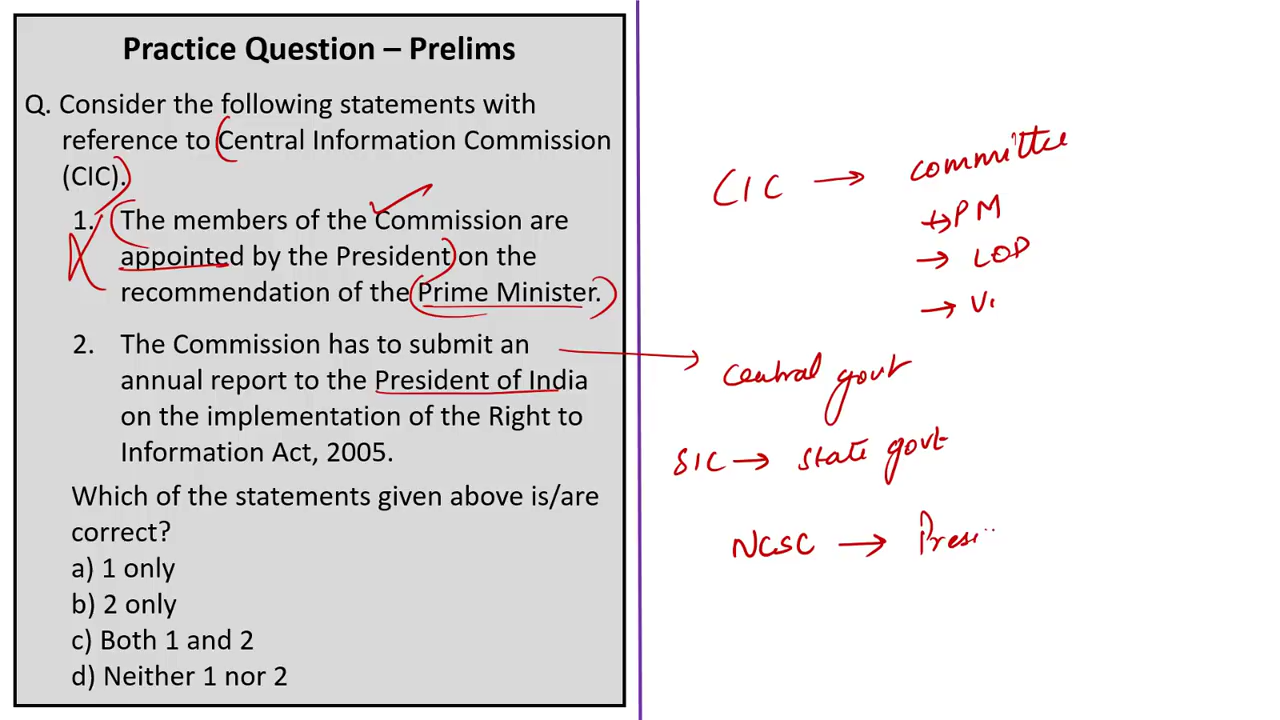 Practice Question – Prelims
Q. Consider the following statements with
reference to Central Information Commission
(CIC).
1. The members of the Commission are
appointed by the President on the
recommendation of the Prime Minister.
2. The Commission has to submit an
annual report to the President of India
on the implementation of the Right to
Information Act, 2005.
Which of the statements given above is/are
correct?
a) 1 only
b) 2 only
c) Both 1 and 2
d) Neither 1 nor 2
CIC → committee
→ PM
→ LOP
→
Central govt
SIC → State govt
NCSC → Presi